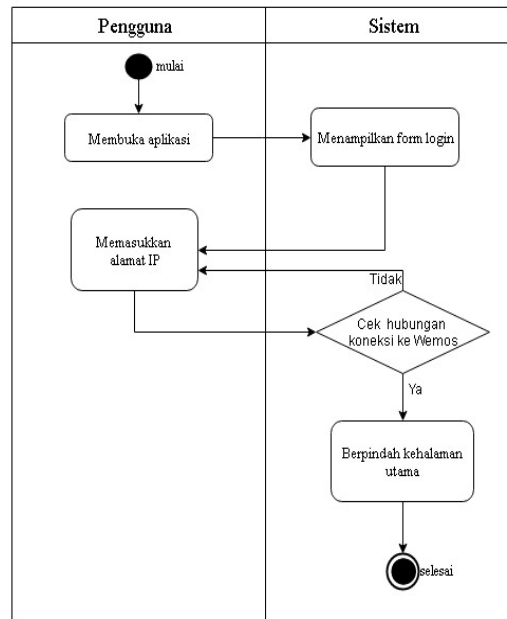 Pengguna
Sistem
mulai
Membuka aplikasi
Menampilkan form login
Memasukkan
alamat IP
Tidak
Cek hubungan
koneksi ke Wemos
Ya
Berpindah kehalaman
utama
selesai